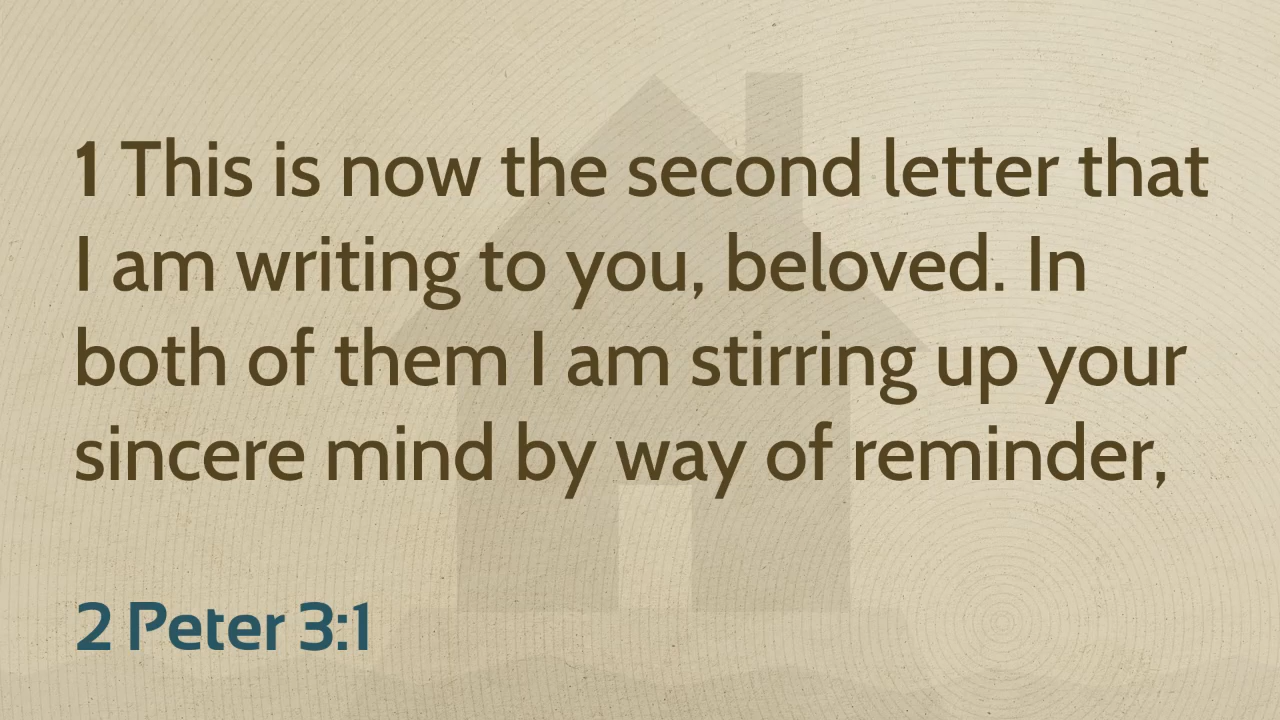 1 This is now the second letter that
I am writing to you, beloved. In
both of them I am stirring up your
sincere mind by way of reminder,
2 Peter 3:1